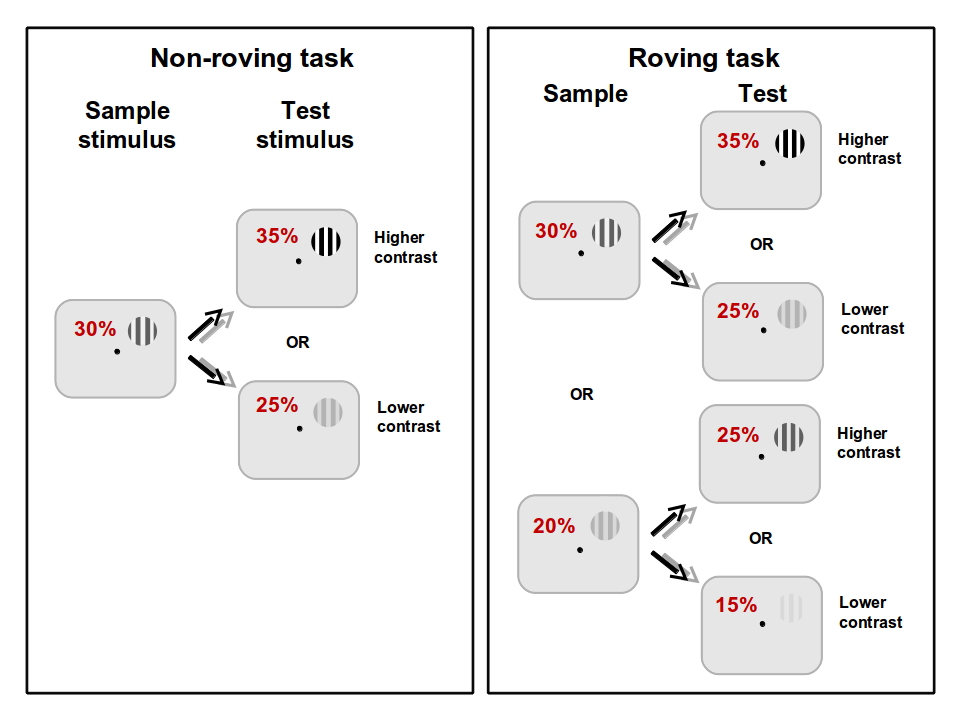 Non-roving task
Sample
stimulus
Test
stimulus
35%
Higher
contrast
30%
OR
25%
Lower
contrast
Roving task
Sample
Test
35%
Higher
contrast
30%
OR
25%
Lower
contrast
OR
25%
Higher
contrast
20%
OR
15%
Lower
contrast